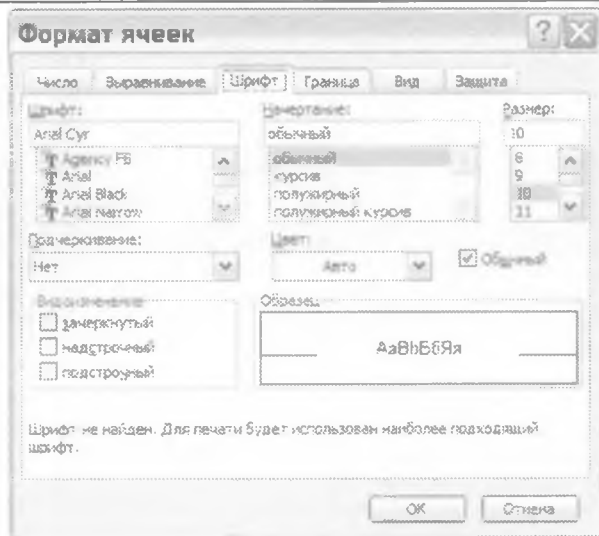 Формат ячеек
Число Выравнивание Шрифт Граница Вид Защита
Шрифт: Начертание: Размер:
Arial Cyr обычный 10
Agency FB обычный 8
Arial курсив 9
Arial Black полужирный 10
Arial Narrow полужирный курсив 11
Подчеркивание: Цвет:
Нет Авто Обычный
Видоизменение Образец
зачеркнутый
надстрочный АаВbБбЯя
подстрочный
Шрифт не найден. Для печати будет использован наиболее подходящий
шрифт.
ОК Отмена